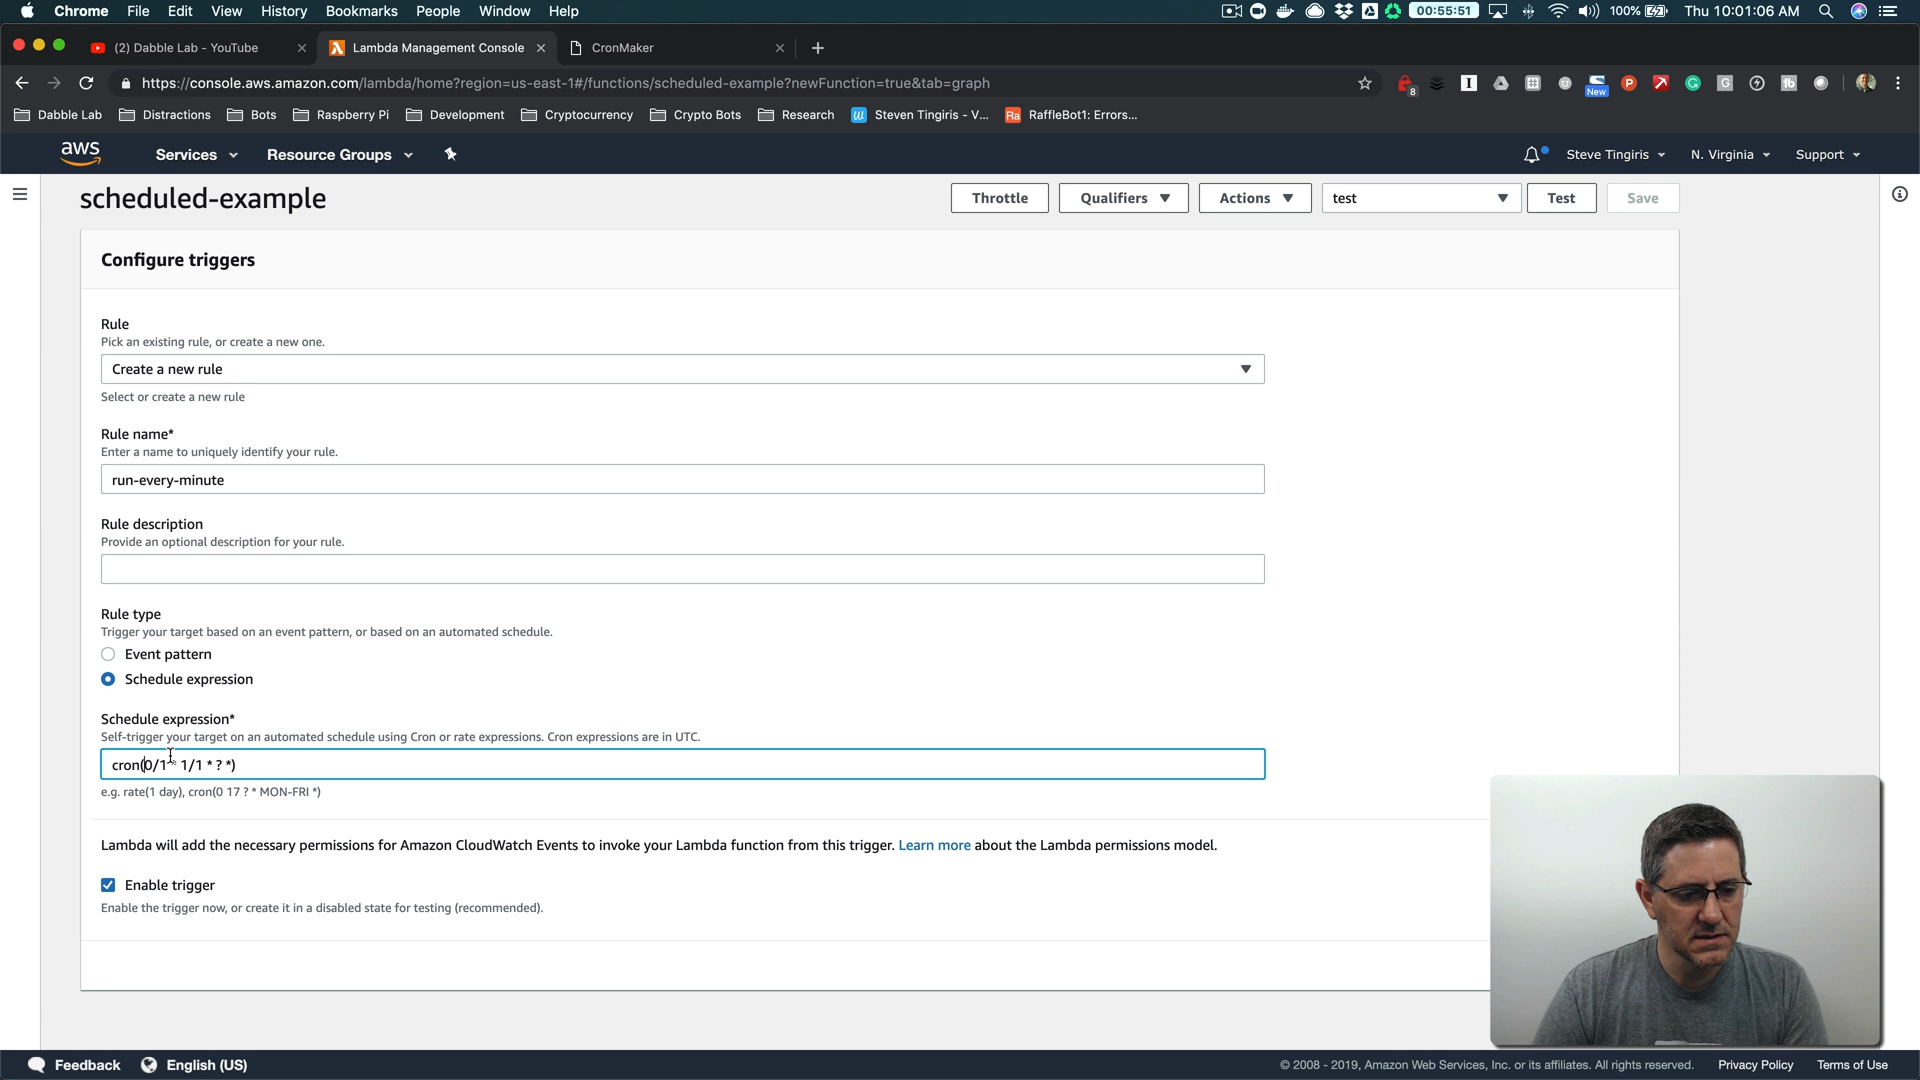 Chrome File Edit View History Bookmarks People Window Help 00:55:51 100% Thu 10:01:06 AM
(2) Dabble Lab - YouTube Lambda Management Console CronMaker
https://console.aws.amazon.com/lambda/home?region=us-east-1#/functions/scheduled-example?newFunction=true&tab=graph 8 New
Dabble Lab Distractions Bots Raspberry Pi Development Cryptocurrency Crypto Bots Research Steven Tingiris - V... Ra RaffleBot1: Errors...
aws Services Resource Groups Steve Tingiris N. Virginia Support
scheduled-example Throttle Qualifiers Actions test Test Save
Configure triggers
Rule
Pick an existing rule, or create a new one.
Create a new rule
Select or create a new rule
Rule name*
Enter a name to uniquely identify your rule.
run-every-minute
Rule description
Provide an optional description for your rule.
Rule type
Trigger your target based on an event pattern, or based on an automated schedule.
Event pattern
Schedule expression
Schedule expression*
Self-trigger your target on an automated schedule using Cron or rate expressions. Cron expressions are in UTC.
cron(0/1 * 1/1 * ? *)
e.g. rate(1 day), cron(0 17 ? * MON-FRI *)
Lambda will add the necessary permissions for Amazon CloudWatch Events to invoke your Lambda function from this trigger. Learn more about the Lambda permissions model.
Enable trigger
Enable the trigger now, or create it in a disabled state for testing (recommended).
Feedback English (US) © 2008 - 2019, Amazon Web Services, Inc. or its affiliates. All rights reserved. Privacy Policy Terms of Use